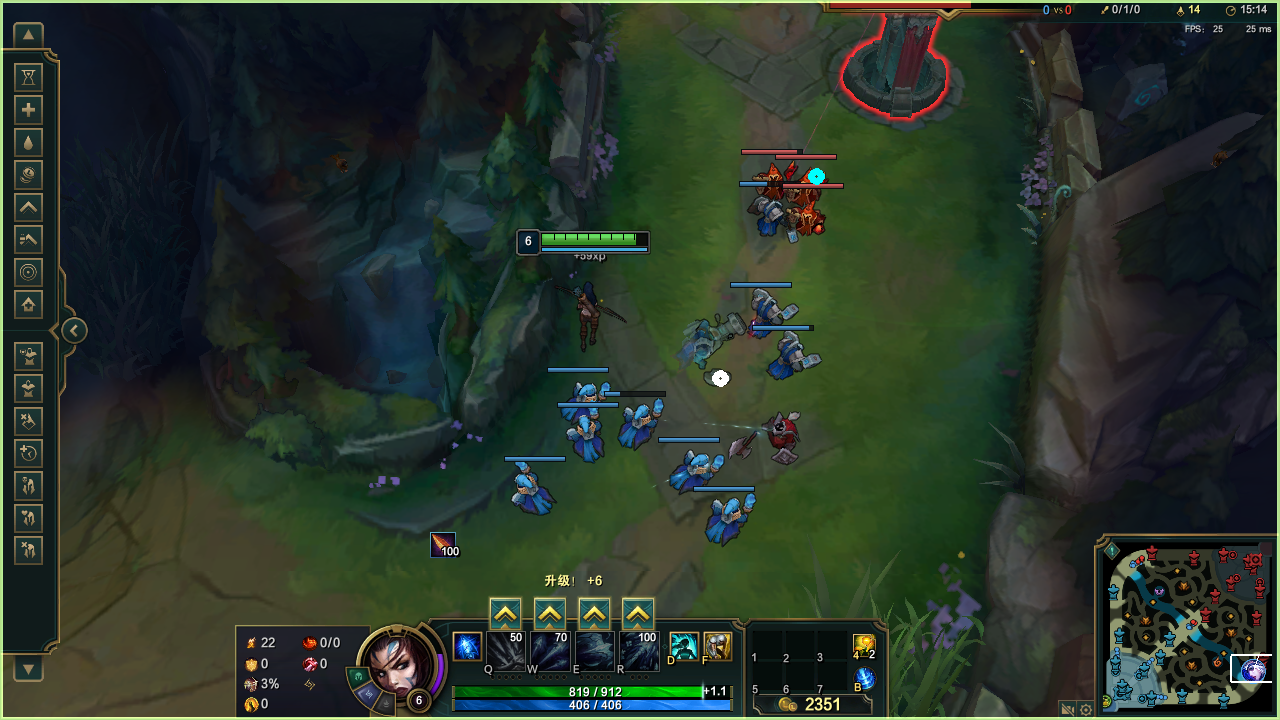 0 vs 0 0/1/0 14 15:14
FPS: 25 25 ms
6
+59xp
100
升级! +6
22 0/0
0 0
3%
0
6
50 70 100
Q W E R D F
819 / 912 +1.1
406 / 406
1 2 3 4 2
5 6 7 B
2351